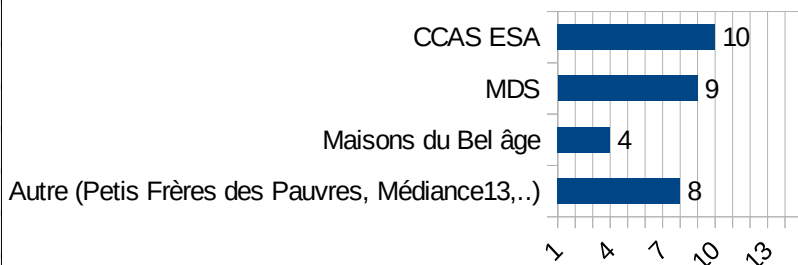 CCAS ESA 10
MDS 9
Maisons du Bel âge 4
Autre (Petis Frères des Pauvres, Médiance13,..) 8
1 4 7 10 13